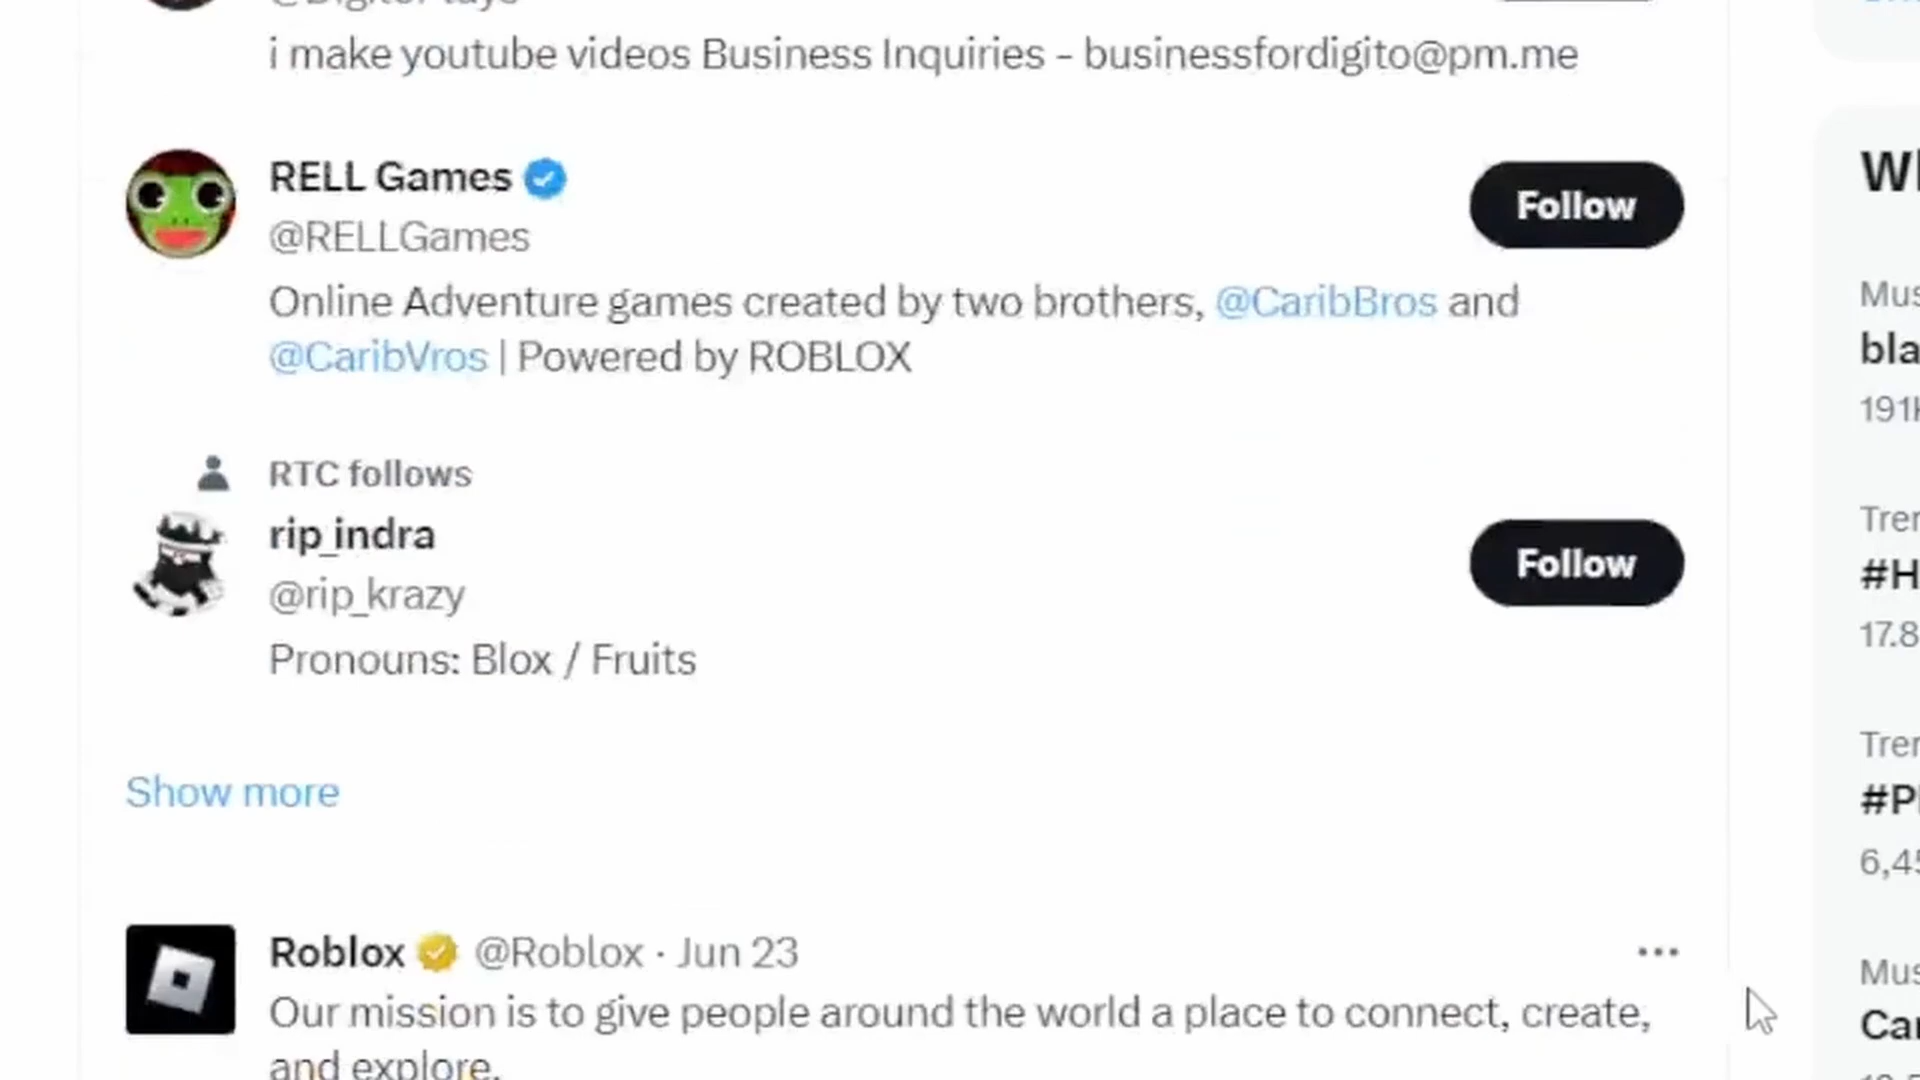 i make youtube videos Business Inquiries - businessfordigito@pm.me
RELL Games
@RELLGames
Follow
Online Adventure games created by two brothers, @CaribBros and
@CaribVros | Powered by ROBLOX
RTC follows
rip_indra
@rip_krazy
Follow
Pronouns: Blox / Fruits
Show more
Roblox @Roblox · Jun 23
Our mission is to give people around the world a place to connect, create,
and explore.